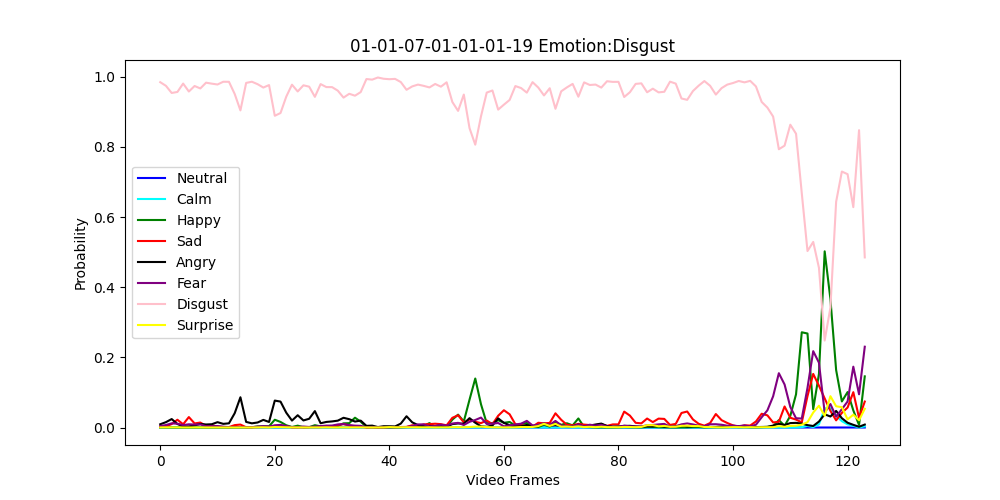 01-01-07-01-01-01-19 Emotion:Disgust
Probability
1.0
0.8
0.6
0.4
0.2
0.0
Neutral
Calm
Happy
Sad
Angry
Fear
Disgust
Surprise
0 20 40 60 80 100 120
Video Frames